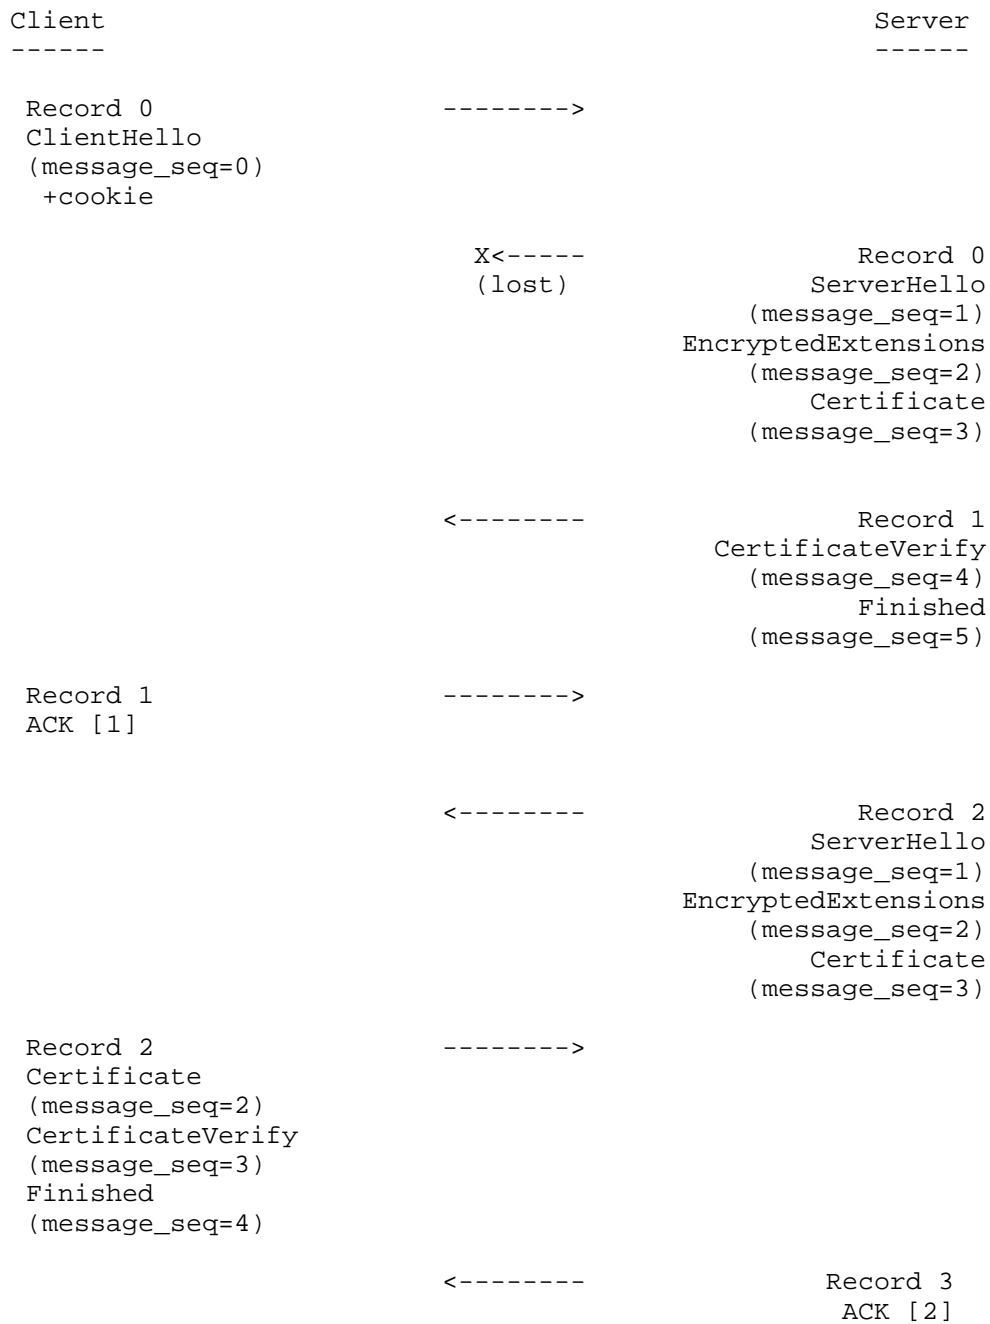 Client                                                Server
------                                                ------
Record 0                    -------->
ClientHello
(message_seq=0)
+cookie
X<-----                 Record 0
(lost)               ServerHello
(message_seq=1)
EncryptedExtensions
(message_seq=2)
Certificate
(message_seq=3)
<--------                 Record 1
CertificateVerify
(message_seq=4)
Finished
(message_seq=5)
Record 1                    -------->
ACK [1]
<--------                 Record 2
ServerHello
(message_seq=1)
EncryptedExtensions
(message_seq=2)
Certificate
(message_seq=3)
Record 2                    -------->
Certificate
(message_seq=2)
CertificateVerify
(message_seq=3)
Finished
(message_seq=4)
<--------               Record 3
ACK [2]